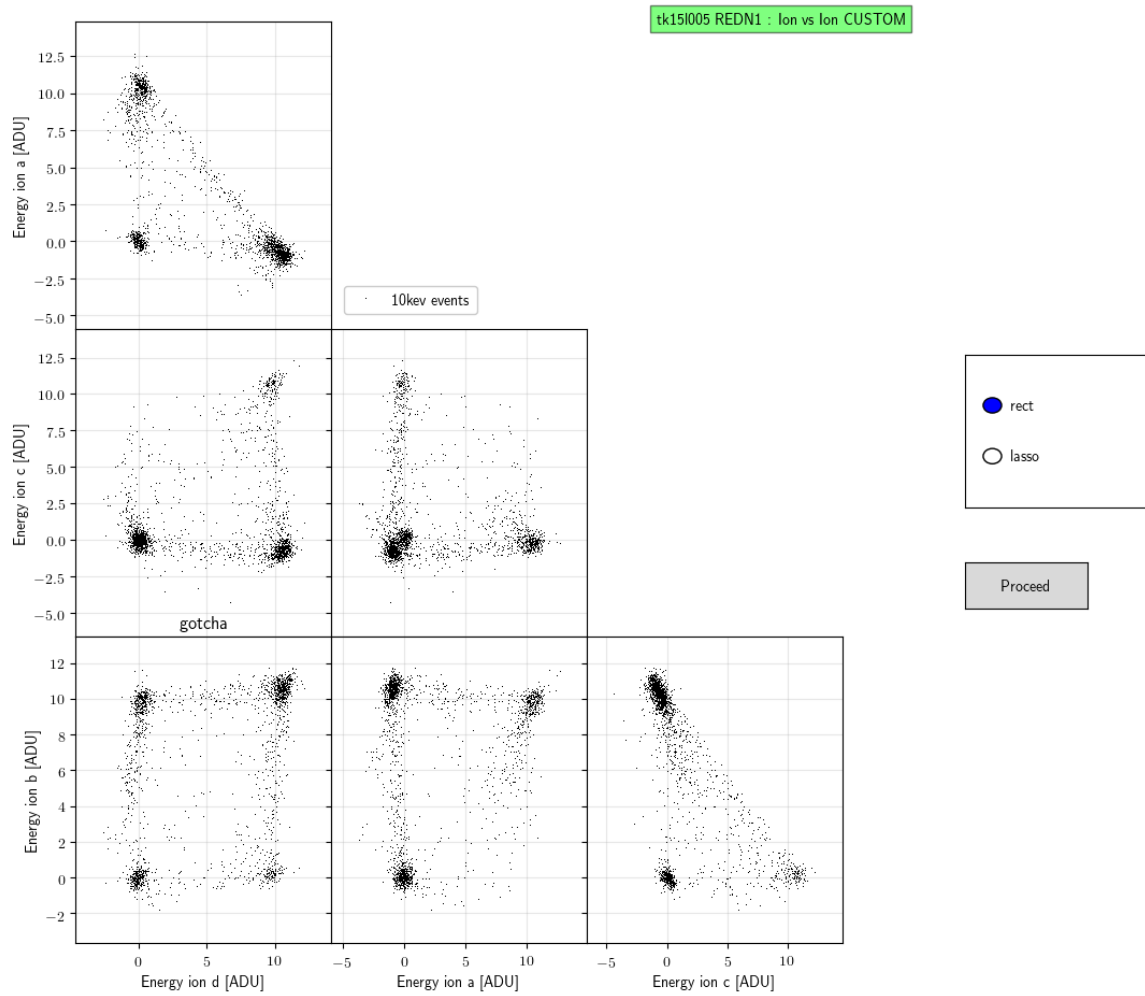 tk15l005 REDN1 : Ion vs Ion CUSTOM
12.5
10.0
7.5
5.0
2.5
0.0
−2.5
−5.0
Energy ion a [ADU]
10kev events
12.5
10.0
7.5
5.0
2.5
0.0
−2.5
−5.0
Energy ion c [ADU]
rect
lasso
Proceed
gotcha
12
10
8
6
4
2
0
−2
Energy ion b [ADU]
0 5 10
Energy ion d [ADU]
−5 0 5 10
Energy ion a [ADU]
−5 0 5 10
Energy ion c [ADU]